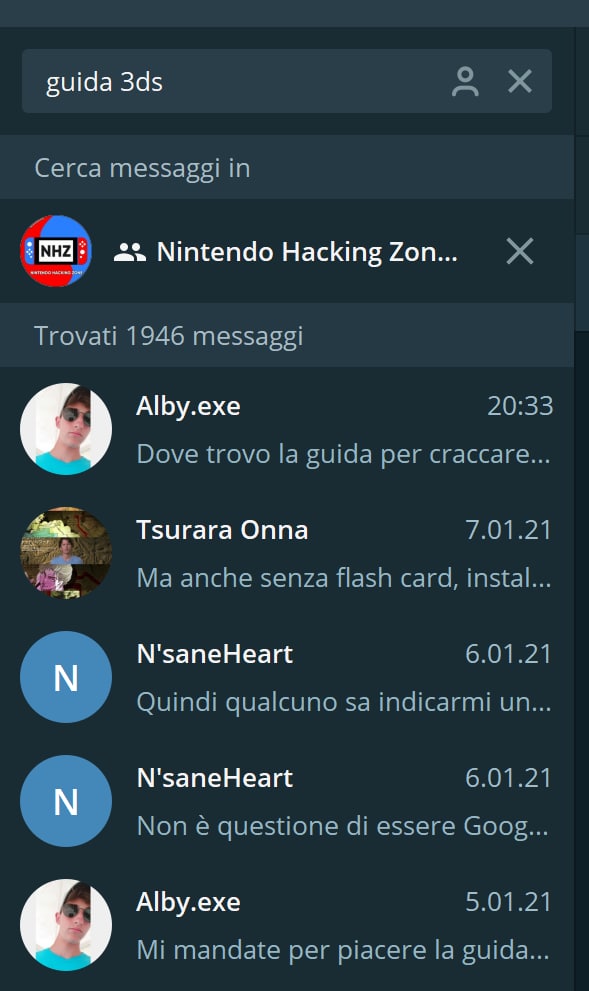 guida 3ds
Cerca messaggi in
NHZ
NINTENDO HACKING ZONE
Nintendo Hacking Zon...
Trovati 1946 messaggi
Alby.exe 20:33
Dove trovo la guida per craccare...
Tsurara Onna 7.01.21
Ma anche senza flash card, instal...
N
N'saneHeart 6.01.21
Quindi qualcuno sa indicarmi un...
N
N'saneHeart 6.01.21
Non è questione di essere Goog...
Alby.exe 5.01.21
Mi mandate per piacere la guida...